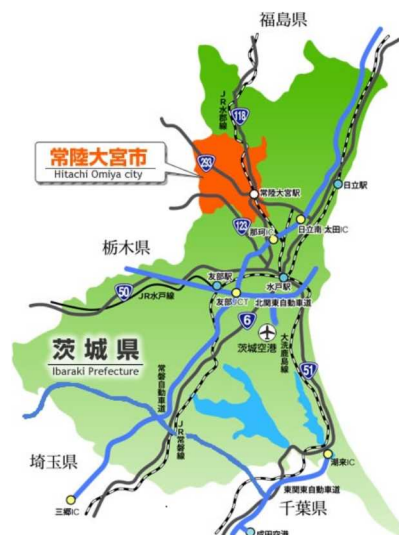 福島県
JR水郡線
118
常陸大宮市
Hitachi Omiya city
293
常陸大宮駅
日立駅
123
那珂IC
日立南太田IC
栃木県
友部駅
水戸駅
50
JR水戸線
友部JCT
北関東自動車道
6
茨城空港
大洗鹿島線
51
茨城県
Ibaraki Prefecture
常磐自動車道
JR常磐線
埼玉県
潮来IC
三郷IC
東関東自動車道
千葉県
成田空港